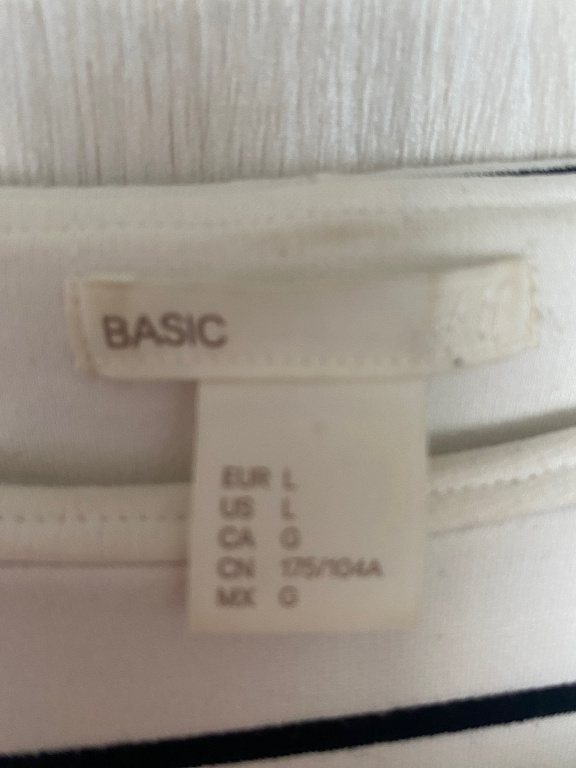 BASIC
EUR L
US L
CA G
CN 175/104A
MX G